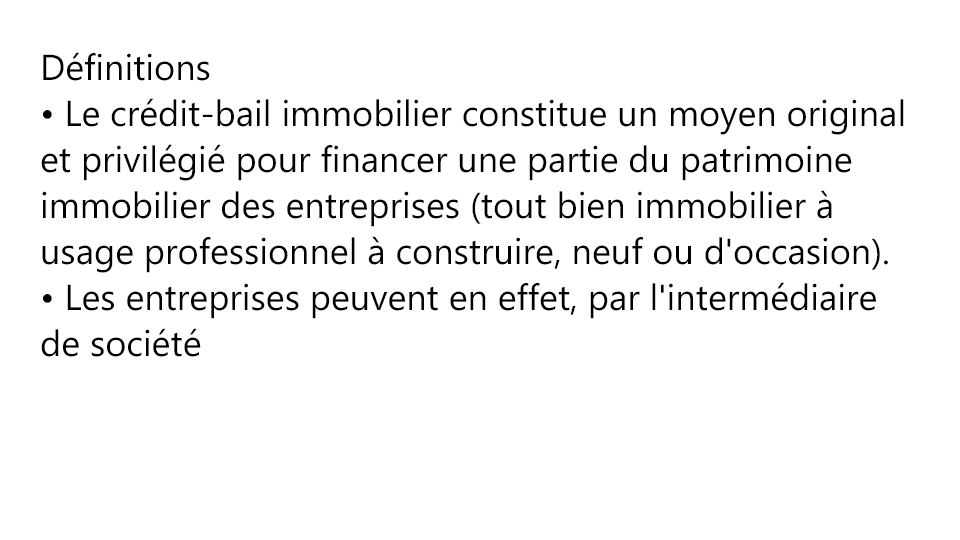 Définitions
• Le crédit-bail immobilier constitue un moyen original
et privilégié pour financer une partie du patrimoine
immobilier des entreprises (tout bien immobilier à
usage professionnel à construire, neuf ou d'occasion).
• Les entreprises peuvent en effet, par l'intermédiaire
de société